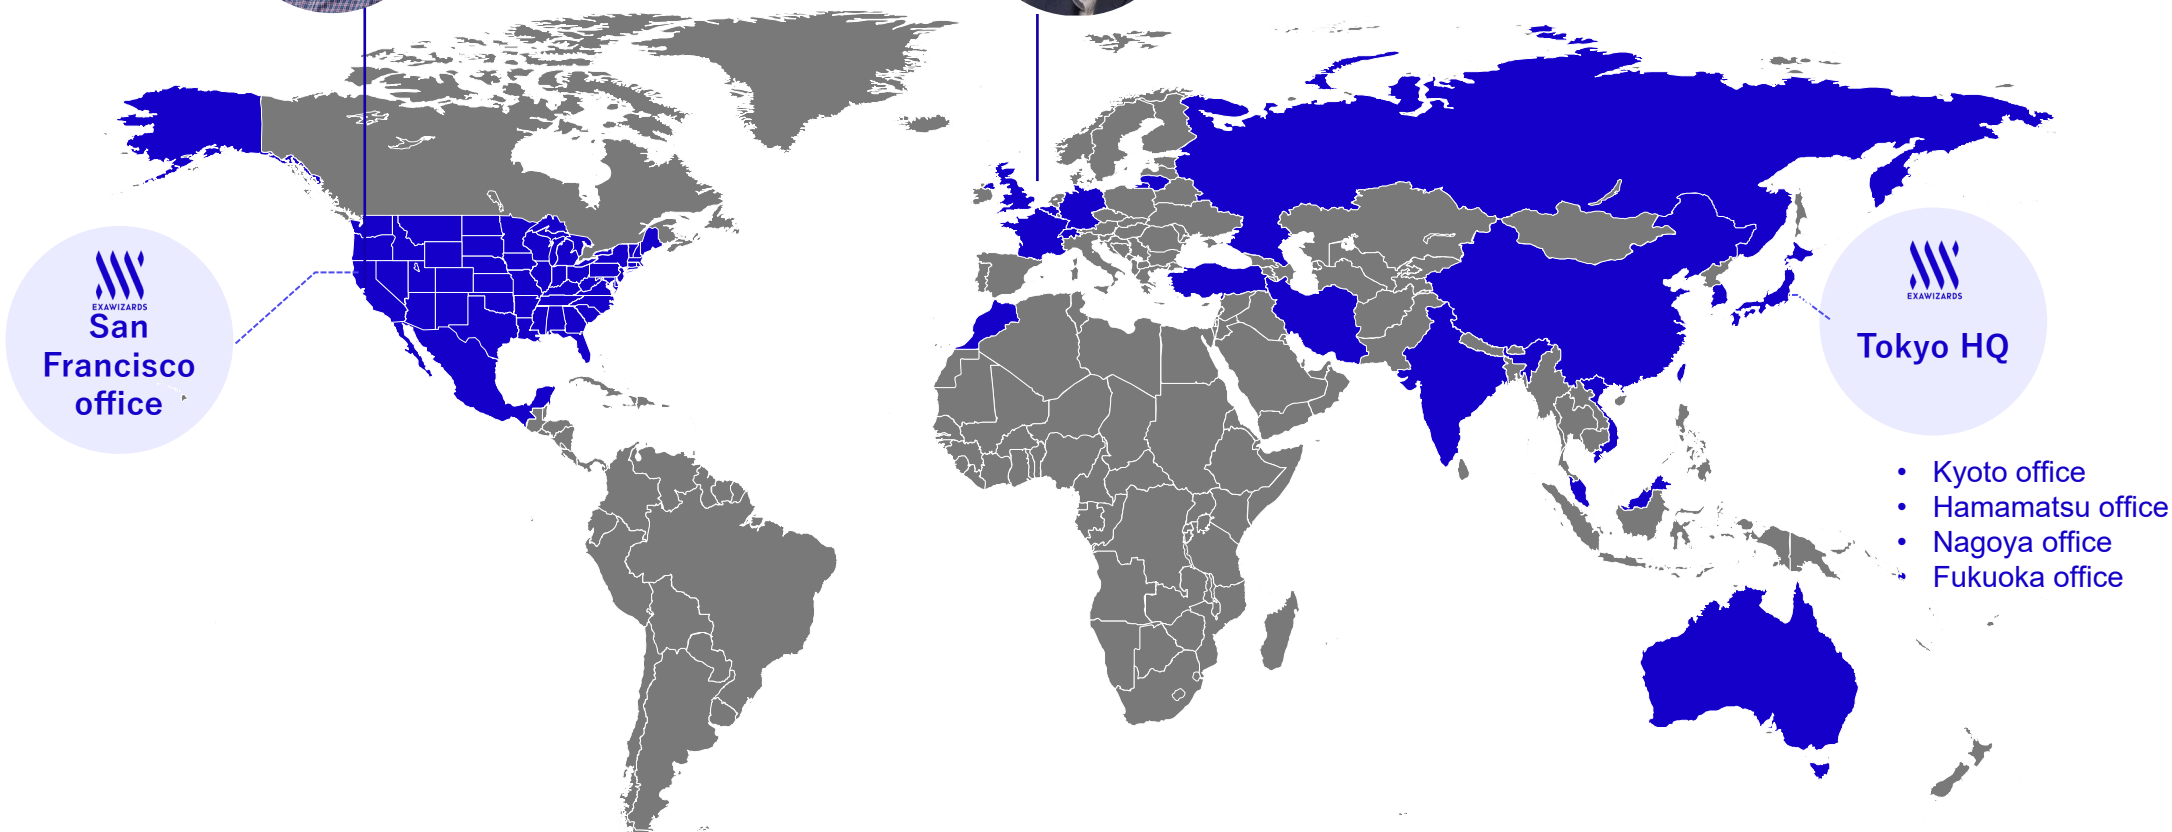 EXAWIZARDS
San
Francisco
office
EXAWIZARDS
Tokyo HQ
• Kyoto office
• Hamamatsu office
• Nagoya office
• Fukuoka office